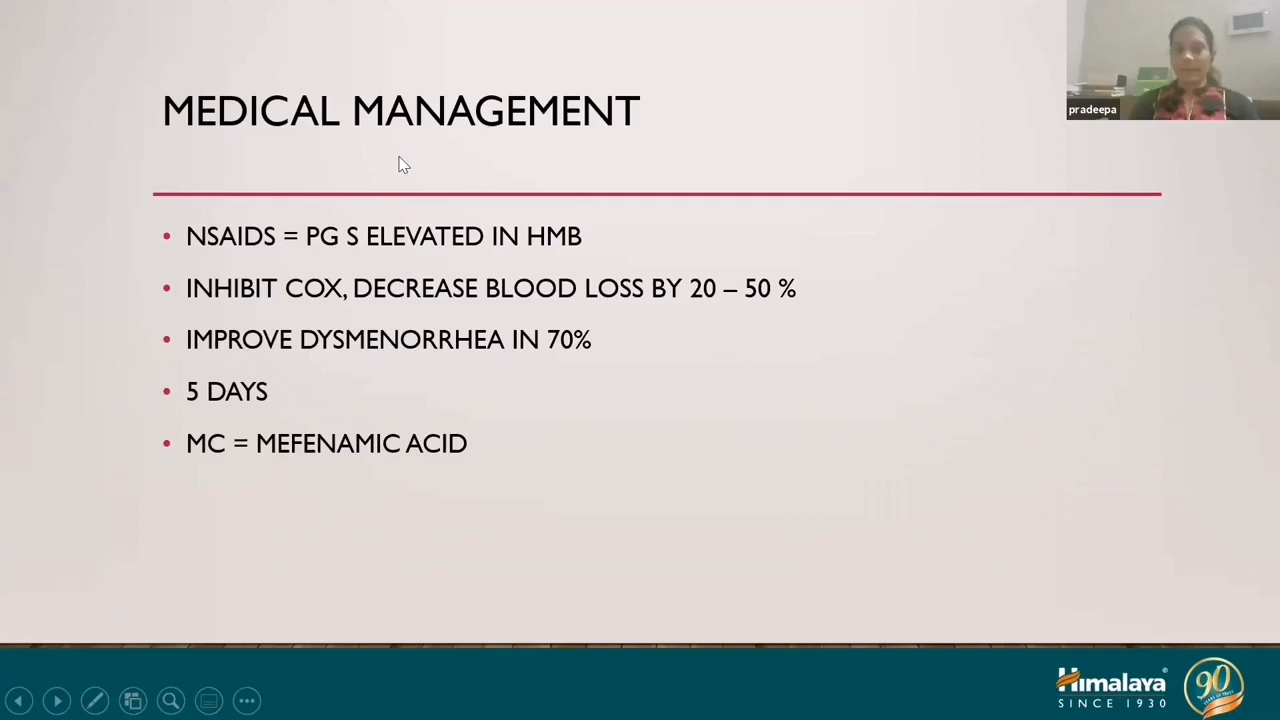 MEDICAL MANAGEMENT
pradeepa
• NSAIDS = PG S ELEVATED IN HMB
• INHIBIT COX, DECREASE BLOOD LOSS BY 20 – 50 %
• IMPROVE DYSMENORRHEA IN 70%
• 5 DAYS
• MC = MEFENAMIC ACID
Himalaya®
SINCE 1930
90